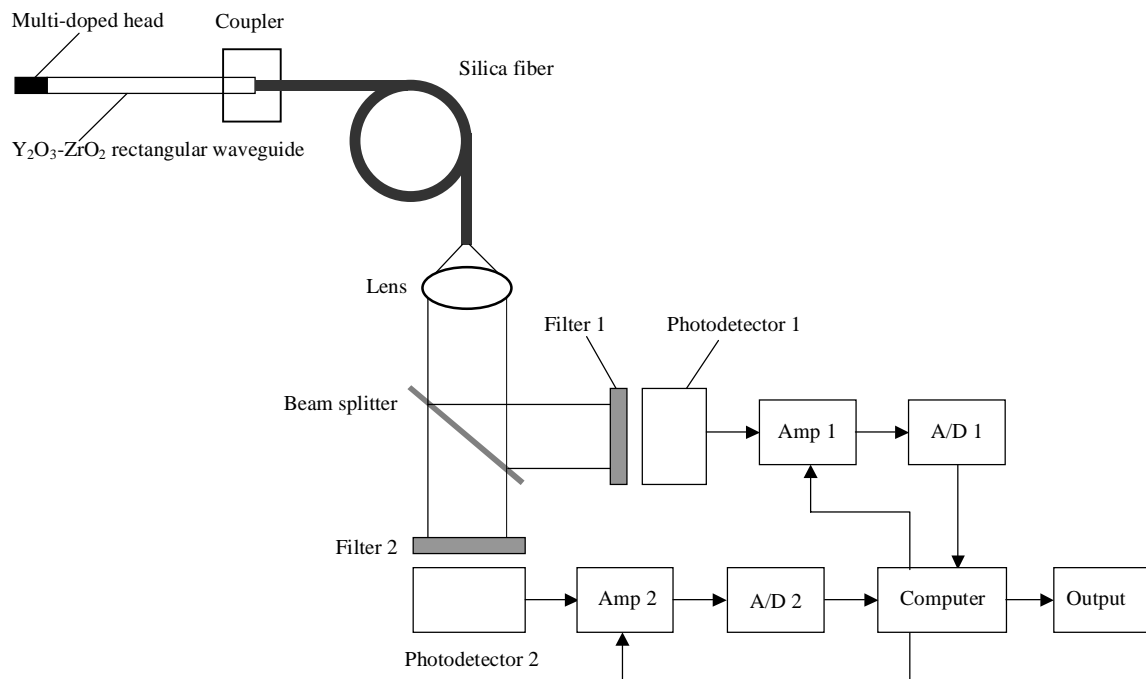 Multi-doped head
Coupler
Silica fiber
Y₂O₃-ZrO₂ rectangular waveguide
Lens
Filter 1
Photodetector 1
Beam splitter
Amp 1
A/D 1
Filter 2
Amp 2
A/D 2
Computer
Output
Photodetector 2